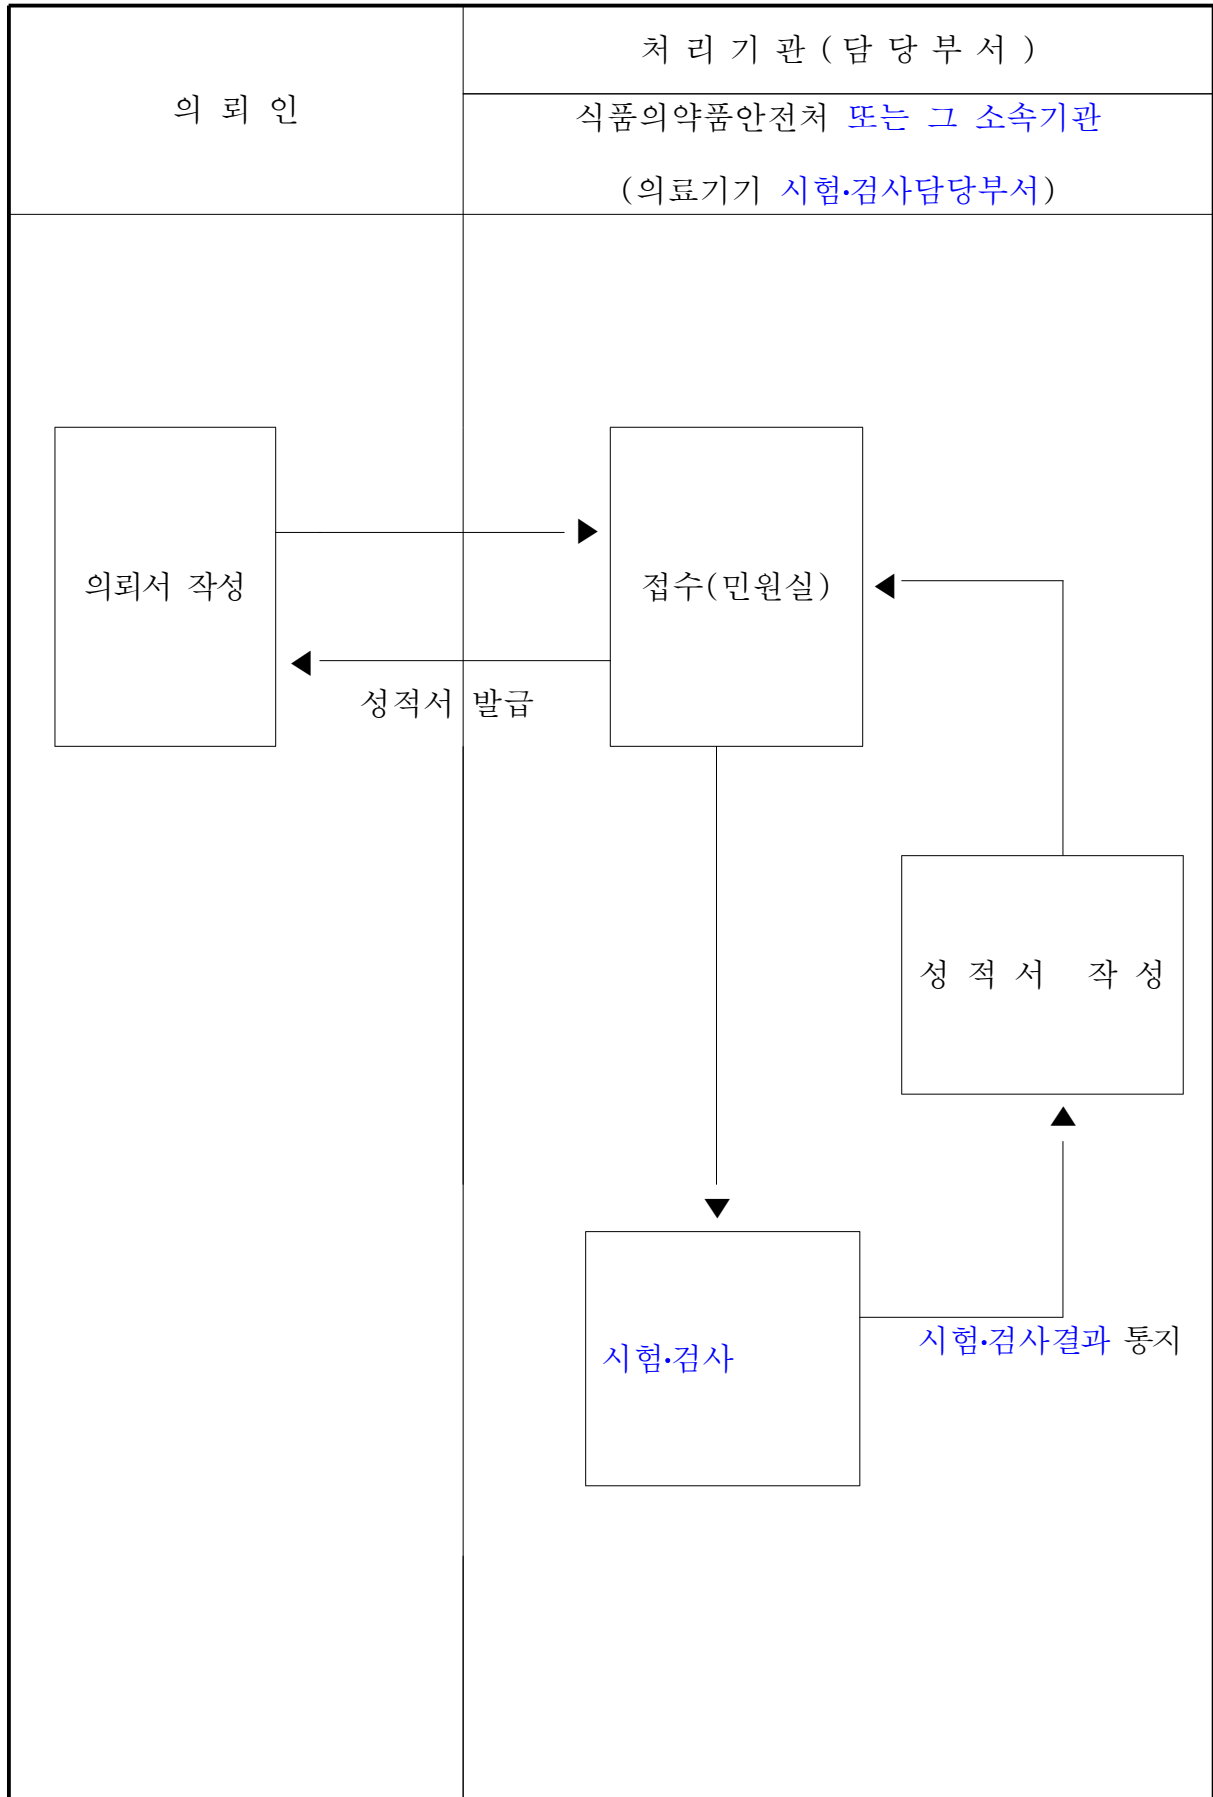 의 뢰 인
처 리 기 관 ( 담 당 부 서 )
식품의약품안전처 또는 그 소속기관
(의료기기 시험·검사담당부서)
의뢰서 작성
접수(민원실)
성적서 발급
성 적 서 작 성
시험·검사
시험·검사결과 통지